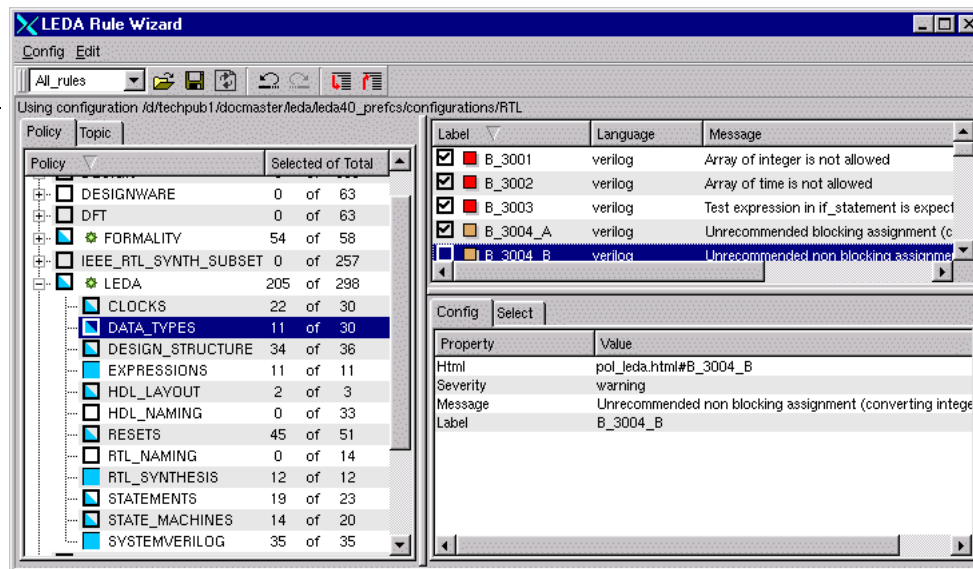 LEDA Rule Wizard
Config Edit
All_rules
Using configuration /d/techpub1/docmaster/leda/leda40_prefcs/configurations/RTL
Policy Topic
Policy Selected of Total
DESIGNWARE 0 of 63
DFT 0 of 63
FORMALITY 54 of 58
IEEE_RTL_SYNTH_SUBSET 0 of 257
LEDA 205 of 298
CLOCKS 22 of 30
DATA_TYPES 11 of 30
DESIGN_STRUCTURE 34 of 36
EXPRESSIONS 11 of 11
HDL_LAYOUT 2 of 3
HDL_NAMING 0 of 33
RESETS 45 of 51
RTL_NAMING 0 of 14
RTL_SYNTHESIS 12 of 12
STATEMENTS 19 of 23
STATE_MACHINES 14 of 20
SYSTEMVERILOG 35 of 35
Label Language Message
B_3001 verilog Array of integer is not allowed
B_3002 verilog Array of time is not allowed
B_3003 verilog Test expression in if_statement is expect
B_3004_A verilog Unrecommended blocking assignment (c
B_3004_B verilog Unrecommended non blocking assignme
Config Select
Property Value
Html pol_leda.html#B_3004_B
Severity warning
Message Unrecommended non blocking assignment (converting intege
Label B_3004_B